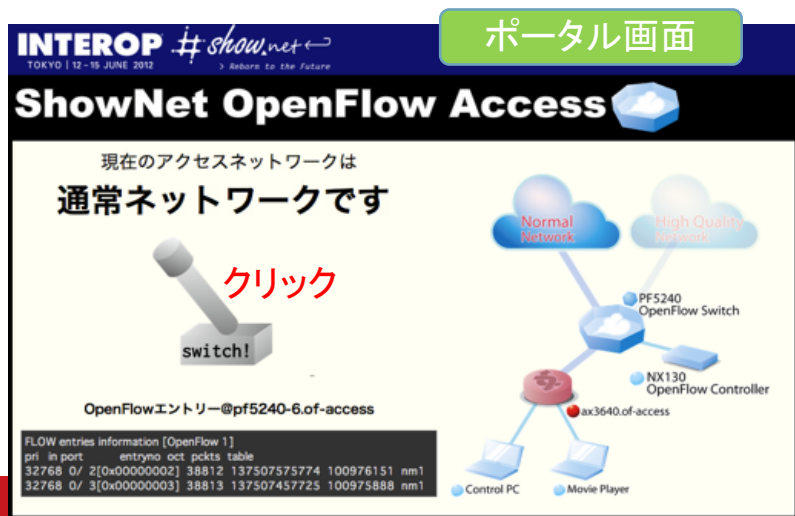 INTEROP #show.net
TOKYO | 12-15 JUNE 2012
> Reborn to the Future
ポータル画面
ShowNet OpenFlow Access
現在のアクセスネットワークは
通常ネットワークです
クリック
switch!
OpenFlowエントリー@pf5240-6.of-access
FLOW entries information [OpenFlow 1]
pri in port entryno oct pckts table
32768 0/ 2[0x00000002] 38812 137507575774 100976151 nm1
32768 0/ 3[0x00000003] 38813 137507457725 100975888 nm1
Normal
Network
High Quality
Network
PF5240
OpenFlow Switch
NX130
OpenFlow Controller
ax3640.of-access
Control PC
Movie Player